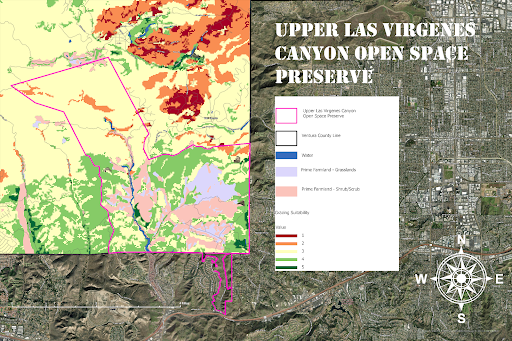 UPPER LAS VIRGENES
CANYON OPEN SPACE
PRESERVE
Upper Las Virgenes Canyon
Open Space Preserve
Ventura County Line
Water
Prime Farmland - Grasslands
Prime Farmland - Shrub/Scrub
Grazing Suitability
Value
1
2
3
4
5
N
W
E
S